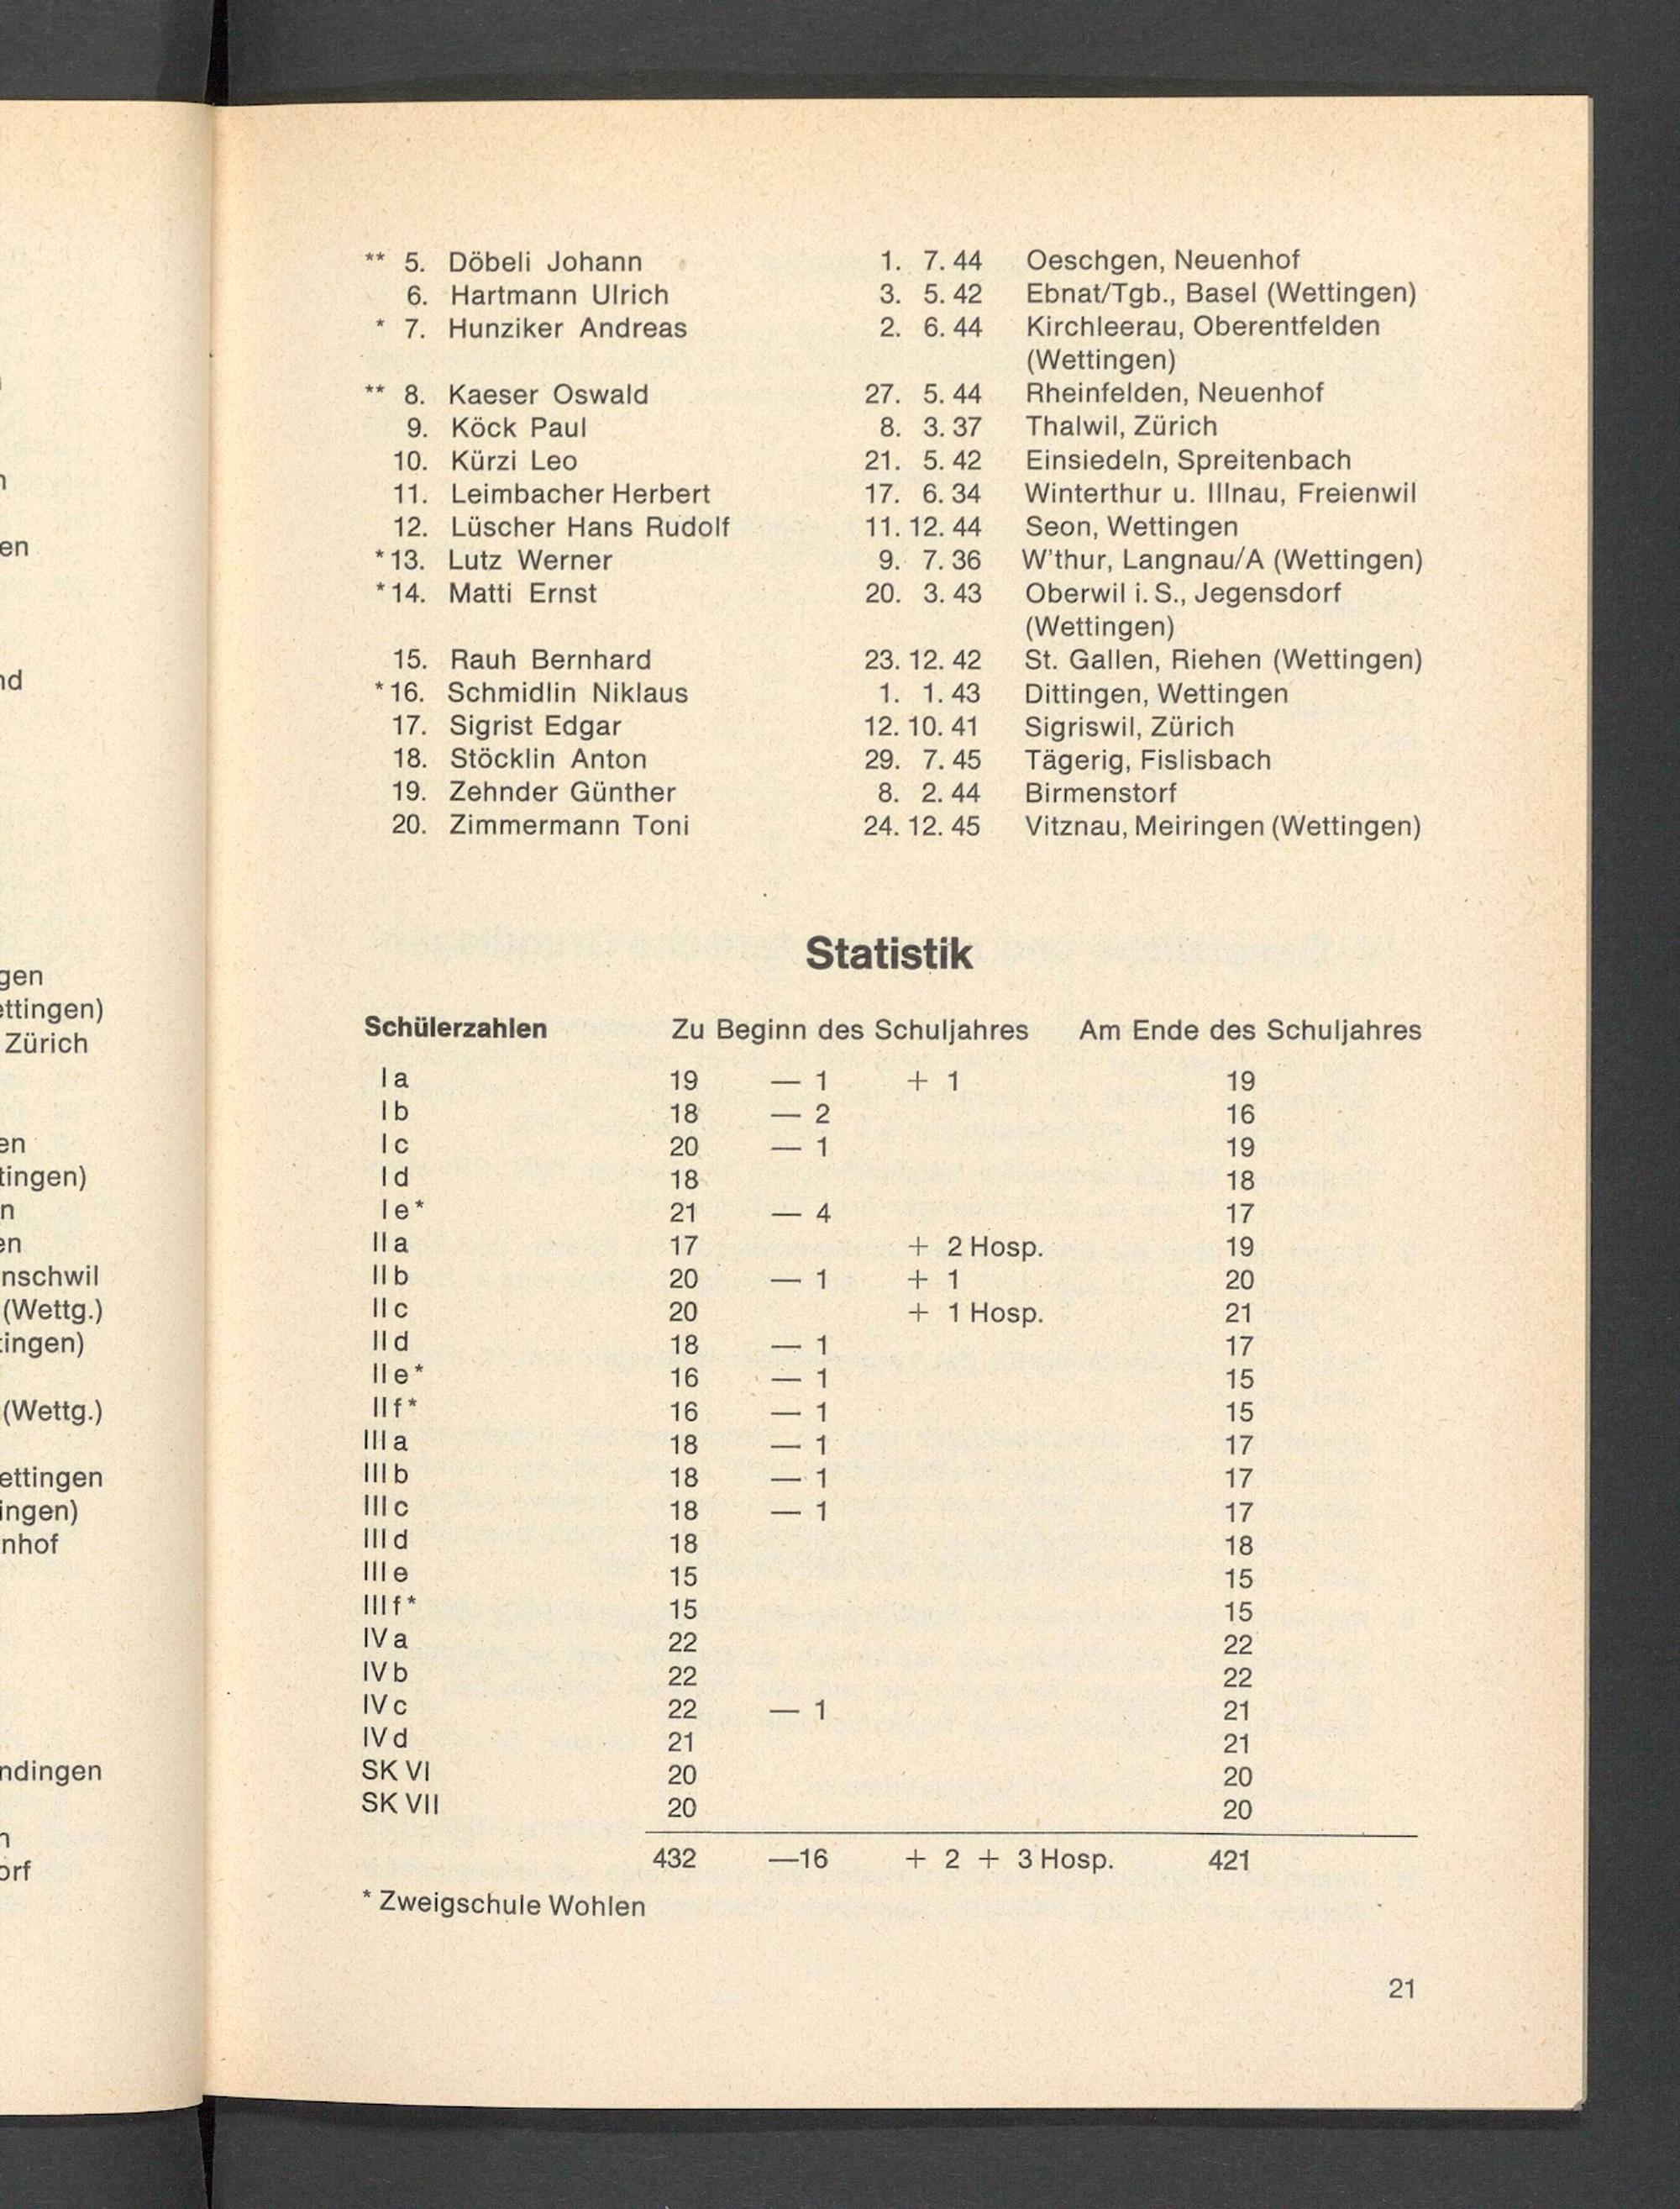 ** 5. Döbeli Johann 1. 7. 44 Oeschgen, Neuenhof
6. Hartmann Ulrich 3. 5. 42 Ebnat/Tgb., Basel (Wettingen)
* 7. Hunziker Andreas 2. 6. 44 Kirchleerau, Oberentfelden
(Wettingen)
** 8. Kaeser Oswald 27. 5. 44 Rheinfelden, Neuenhof
9. Köck Paul 8. 3. 37 Thalwil, Zürich
10. Kürzi Leo 21. 5. 42 Einsiedeln, Spreitenbach
11. Leimbacher Herbert 17. 6. 34 Winterthur u. Illnau, Freienwil
12. Lüscher Hans Rudolf 11. 12. 44 Seon, Wettingen
* 13. Lutz Werner 9. 7. 36 W'thur, Langnau/A (Wettingen)
* 14. Matti Ernst 20. 3. 43 Oberwil i. S., Jegensdorf
(Wettingen)
15. Rauh Bernhard 23. 12. 42 St. Gallen, Riehen (Wettingen)
* 16. Schmidlin Niklaus 1. 1. 43 Dittingen, Wettingen
17. Sigrist Edgar 12. 10. 41 Sigriswil, Zürich
18. Stöcklin Anton 29. 7. 45 Tägerig, Fislisbach
19. Zehnder Günther 8. 2. 44 Birmenstorf
20. Zimmermann Toni 24. 12. 45 Vitznau, Meiringen (Wettingen)
Statistik
Schülerzahlen Zu Beginn des Schuljahres Am Ende des Schuljahres
I a 19 — 1 + 1 19
I b 18 — 2 16
I c 20 — 1 19
I d 18 18
I e* 21 — 4 17
II a 17 + 2 Hosp. 19
II b 20 — 1 + 1 20
II c 20 + 1 Hosp. 21
II d 18 — 1 17
II e* 16 — 1 15
II f* 16 — 1 15
III a 18 — 1 17
III b 18 — 1 17
III c 18 — 1 17
III d 18 18
III e 15 15
III f* 15 15
IV a 22 22
IV b 22 22
IV c 22 — 1 21
IV d 21 21
SK VI 20 20
SK VII 20 20
432 —16 + 2 + 3 Hosp. 421
* Zweigschule Wohlen
21